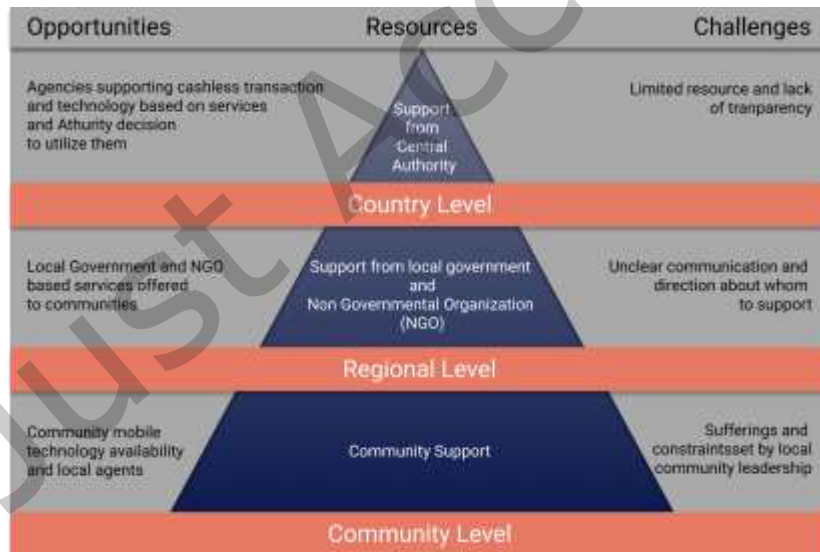 Opportunities
Resources
Challenges
Agencies supporting cashless transaction
and technology based on services
and Athurity decision
to utilize them
Support
from
Central
Authority
Limited resource and lack
of tranparency
Country Level
Local Government and NGO
based services offered
to communities
Support from local government
and
Non Governmental Organization
(NGO)
Unclear communication and
direction about whom
to support
Regional Level
Community mobile
technology availability
and local agents
Community Support
Sufferings and
constraintsset by local
community leadership
Community Level
Just Acc